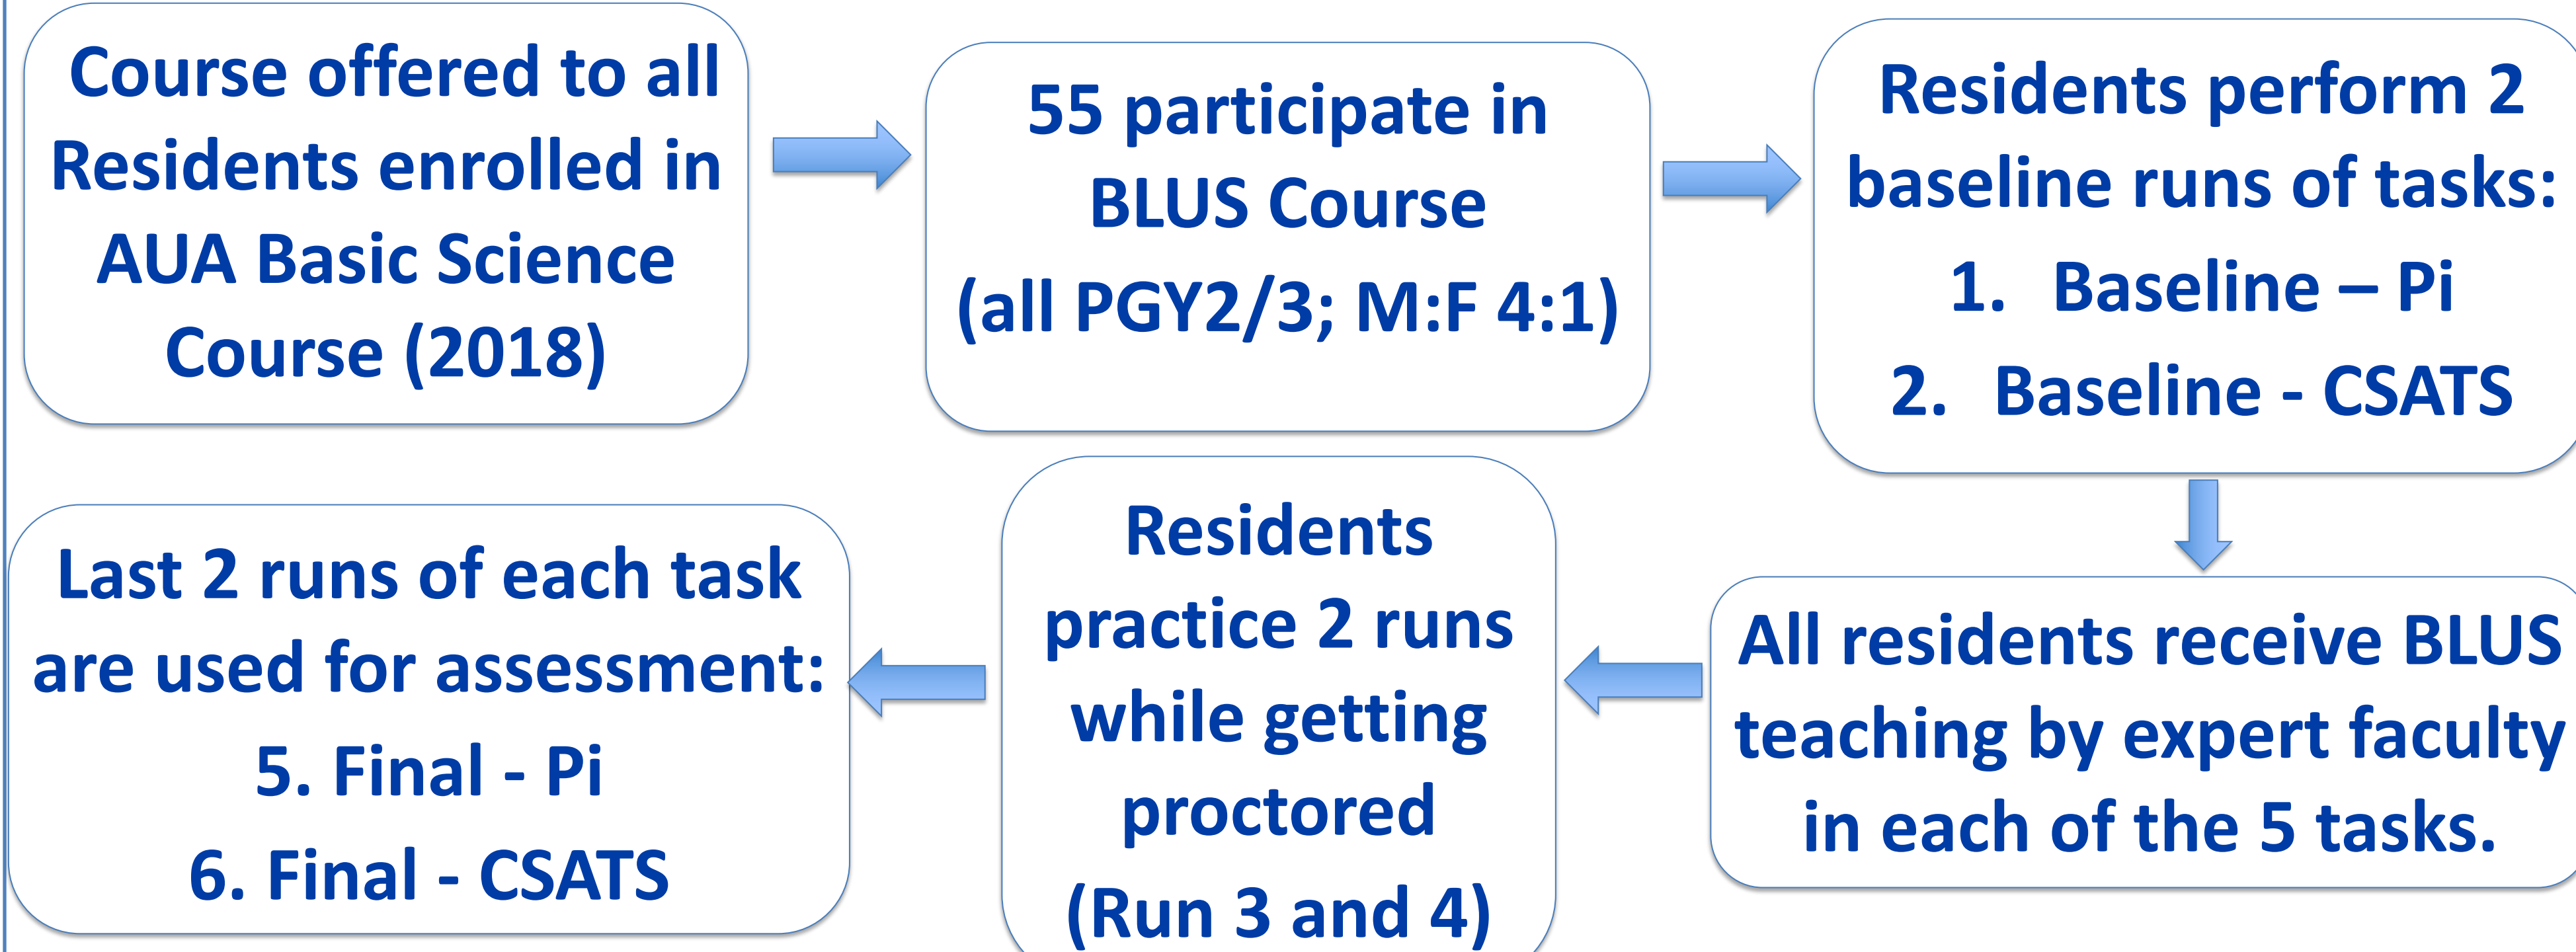 Course offered to all
Residents enrolled in
AUA Basic Science
Course (2018)
55 participate in
BLUS Course
(all PGY2/3; M:F 4:1)
Residents perform 2
baseline runs of tasks:
1. Baseline – Pi
2. Baseline - CSATS
All residents receive BLUS
teaching by expert faculty
in each of the 5 tasks.
Residents
practice 2 runs
while getting
proctored
(Run 3 and 4)
Last 2 runs of each task
are used for assessment:
5. Final - Pi
6. Final - CSATS